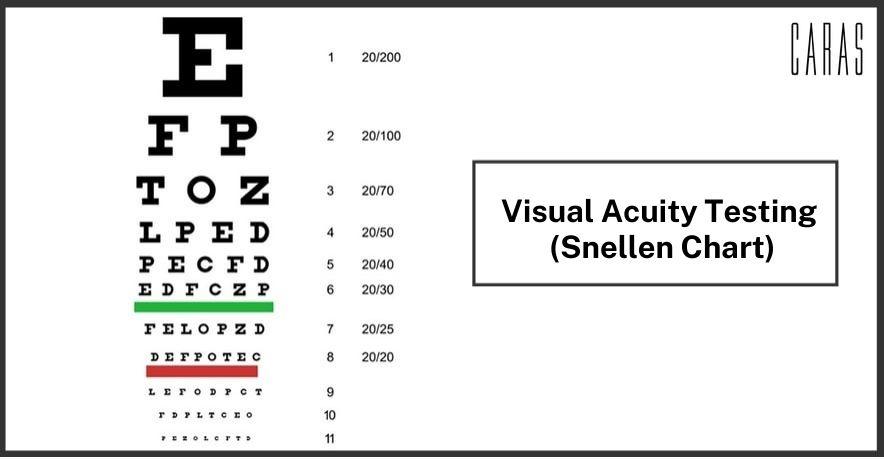 CARAS
E 1 20/200
F P 2 20/100
T O Z 3 20/70
L P E D 4 20/50
P E C F D 5 20/40
E D F C Z P 6 20/30
F E L O P Z D 7 20/25
D E F P O T E C 8 20/20
L E F O D P C T 9
F D P L T C E O 10
P E Z O L C F T D 11
Visual Acuity Testing
(Snellen Chart)